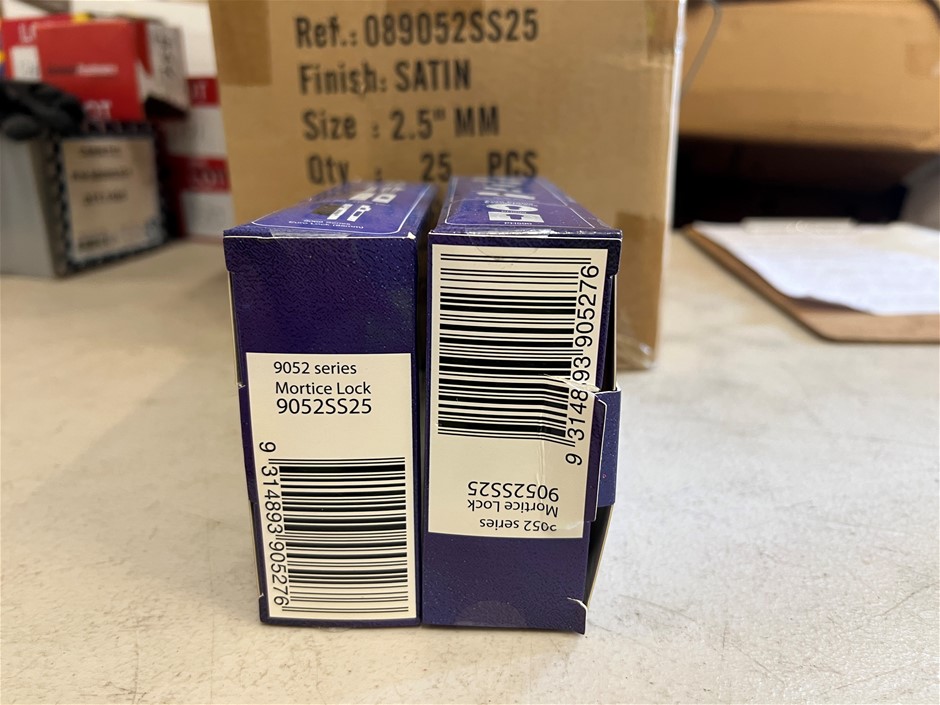 Ref.: 089052SS25
Finish: SATIN
Size : 2.5" MM
Qty : 25 PCS
9052 series
Mortice Lock
9052SS25
9 314893 905276
9 314893 905276
9052 series
Mortice Lock
9052SS25